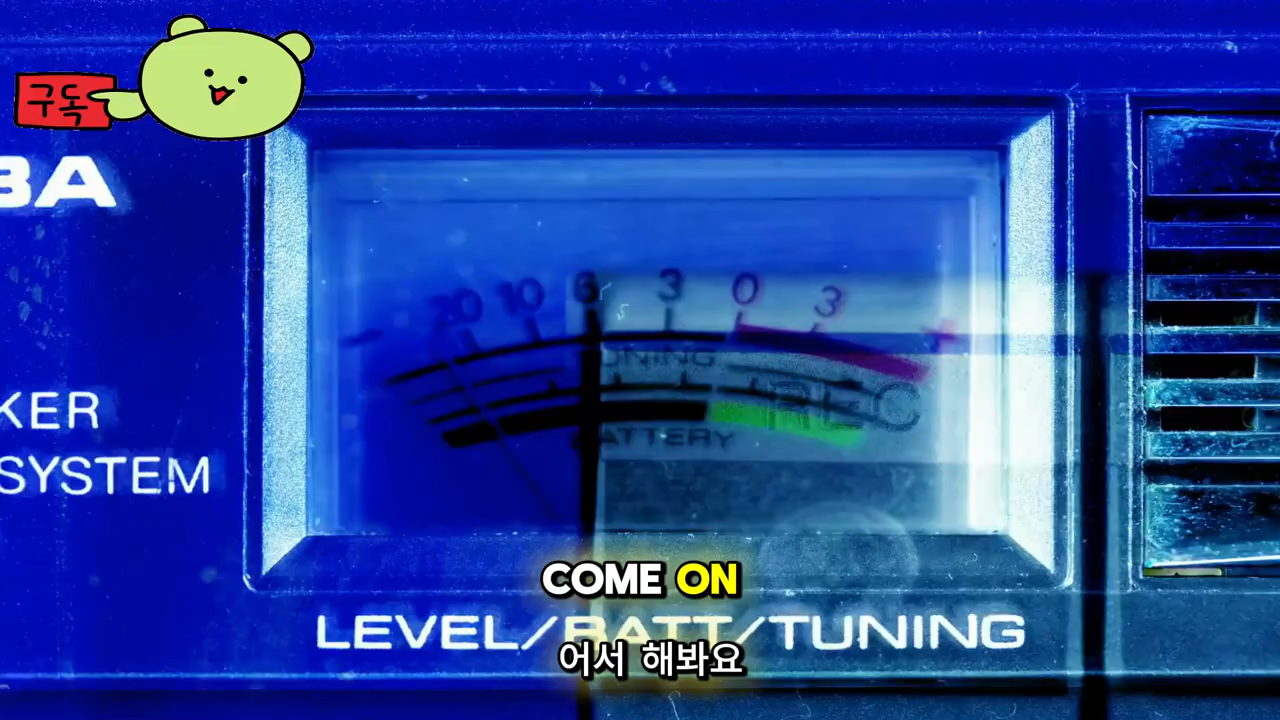 구독
BA
20 10 6 3 0 3 +
TUNING
REC
BATTERY
KER
SYSTEM
COME ON
LEVEL/BATT/TUNING
어서 해봐요